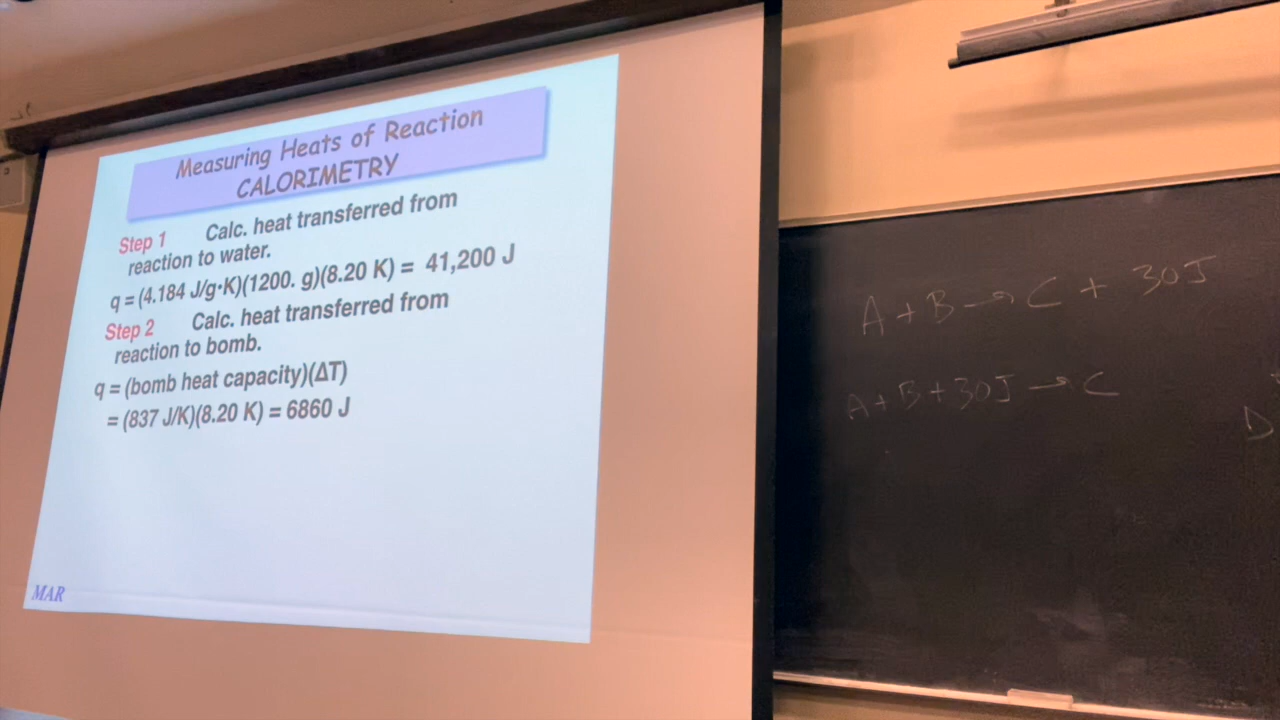 Measuring Heats of Reaction
CALORIMETRY
Step 1 Calc. heat transferred from
reaction to water.
q = (4.184 J/g•K)(1200. g)(8.20 K) = 41,200 J
Step 2 Calc. heat transferred from
reaction to bomb.
q = (bomb heat capacity)(ΔT)
= (837 J/K)(8.20 K) = 6860 J
MAR
A + B → C + 30J
A + B + 30J → C
D